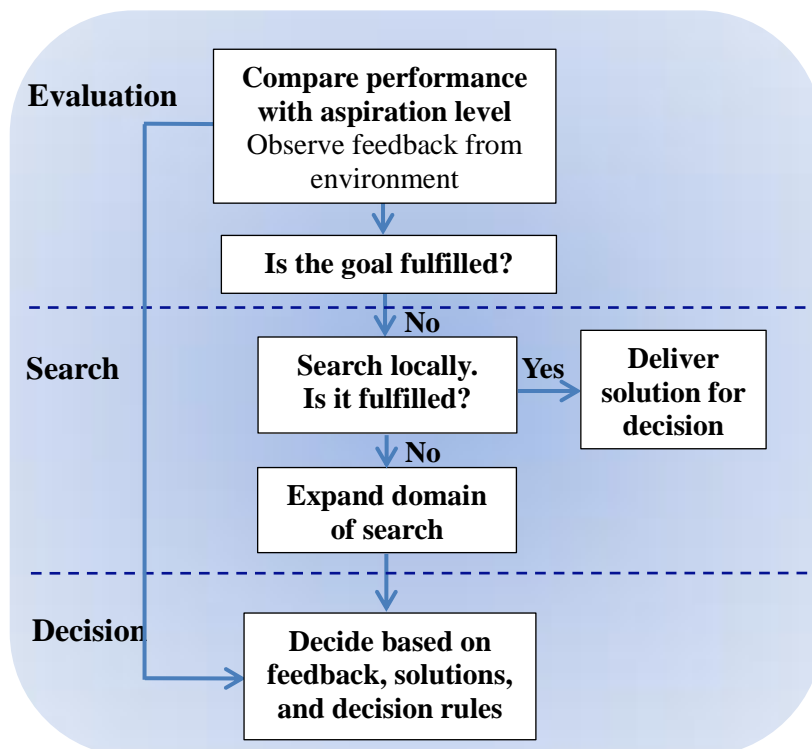 Evaluation
Compare performance
with aspiration level
Observe feedback from
environment
Is the goal fulfilled?
No
Search
Search locally.
Is it fulfilled?
Yes
Deliver
solution for
decision
No
Expand domain
of search
Decision
Decide based on
feedback, solutions,
and decision rules